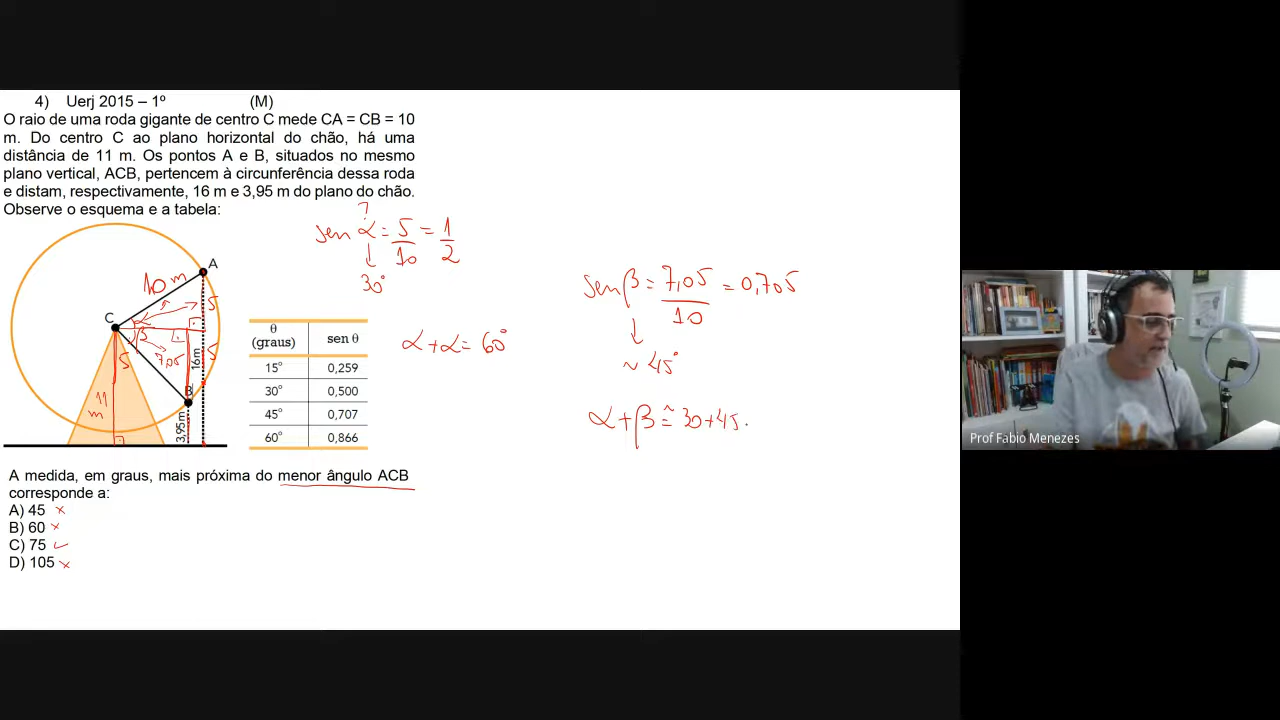 4) Uerj 2015 – 1º (M)
O raio de uma roda gigante de centro C mede CA = CB = 10
m. Do centro C ao plano horizontal do chão, há uma
distância de 11 m. Os pontos A e B, situados no mesmo
plano vertical, ACB, pertencem à circunferência dessa roda
e distam, respectivamente, 16 m e 3,95 m do plano do chão.
Observe o esquema e a tabela:
?
sen α = 5/10 = 1/2
30°
A
10 m
5
C
α
β
7,05
5
5
16m
B
11 m
3,95m
θ (graus) sen θ
15° 0,259
30° 0,500
45° 0,707
60° 0,866
α + α = 60°
sen β = 7,05/10 = 0,705
~ 45°
α + β ≅ 30 + 45.
A medida, em graus, mais próxima do menor ângulo ACB
corresponde a:
A) 45 x
B) 60 x
C) 75 ✓
D) 105 x
Prof Fabio Menezes